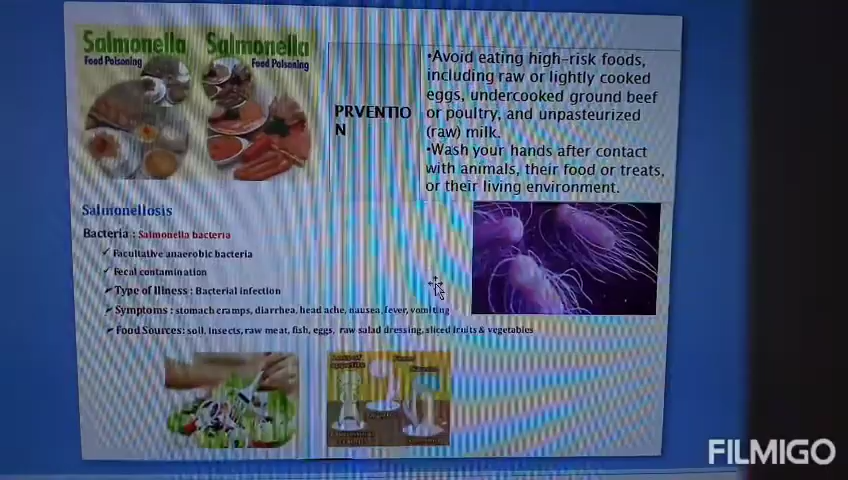 Salmonella Salmonella
Food Poisoning Food Poisoning
PRVENTIO
N
•Avoid eating high-risk foods,
including raw or lightly cooked
eggs, undercooked ground beef
or poultry, and unpasteurized
(raw) milk.
•Wash your hands after contact
with animals, their food or treats,
or their living environment.
Salmonellosis
Bacteria : Salmonella bacteria
✓ Facultative anaerobic bacteria
✓ Fecal contamination
➤ Type of Illness : Bacterial infection
➤ Symptoms : stomach cramps, diarrhea, head ache, nausea, fever, vomiting
➤ Food Sources: soil, insects, raw meat, fish, eggs, raw salad dressing, sliced fruits & vegetables
FILMIGO